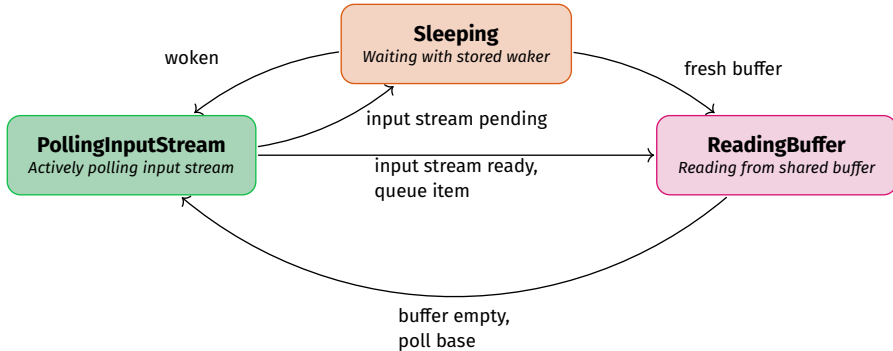 Sleeping
Waiting with stored waker
woken
fresh buffer
input stream pending
PollingInputStream
Actively polling input stream
ReadingBuffer
Reading from shared buffer
input stream ready,
queue item
buffer empty,
poll base